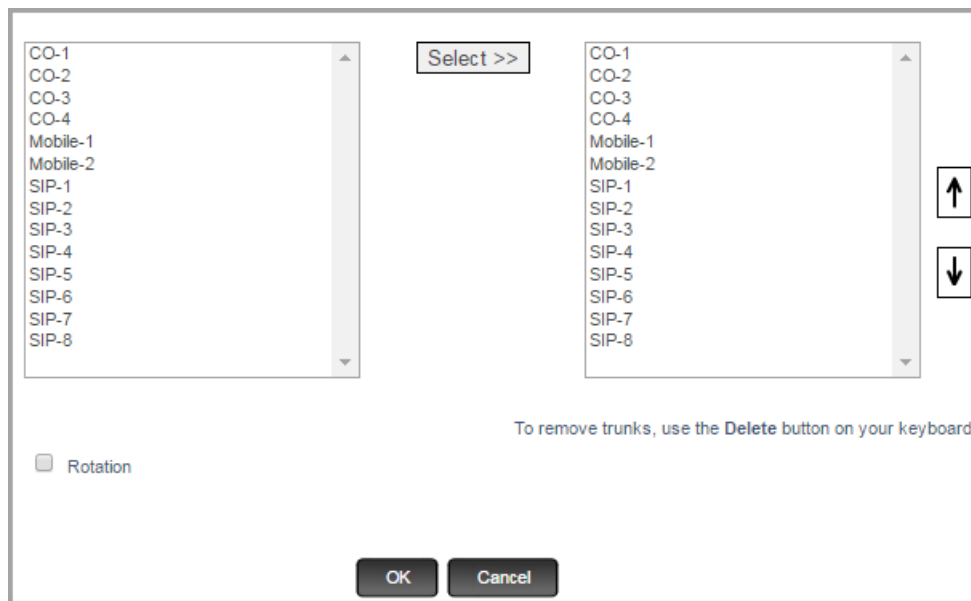 CO-1
CO-2
CO-3
CO-4
Mobile-1
Mobile-2
SIP-1
SIP-2
SIP-3
SIP-4
SIP-5
SIP-6
SIP-7
SIP-8
Select >>
CO-1
CO-2
CO-3
CO-4
Mobile-1
Mobile-2
SIP-1
SIP-2
SIP-3
SIP-4
SIP-5
SIP-6
SIP-7
SIP-8
To remove trunks, use the Delete button on your keyboard
Rotation
OK
Cancel